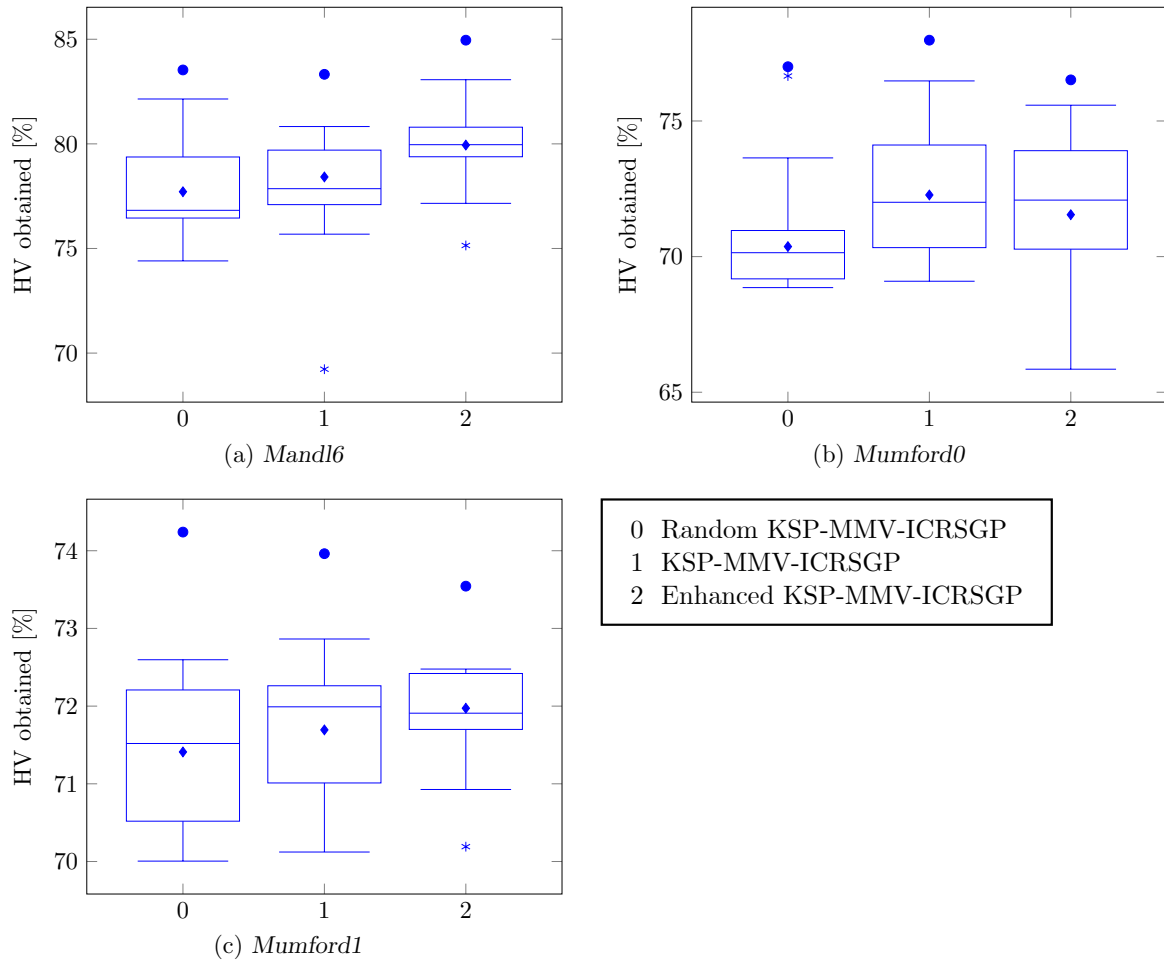 HV obtained [%]
85
80
75
70
0 1 2
(a) Mandl6
HV obtained [%]
75
70
65
0 1 2
(b) Mumford0
HV obtained [%]
74
73
72
71
70
0 1 2
(c) Mumford1
0 Random KSP-MMV-ICRSGP
1 KSP-MMV-ICRSGP
2 Enhanced KSP-MMV-ICRSGP